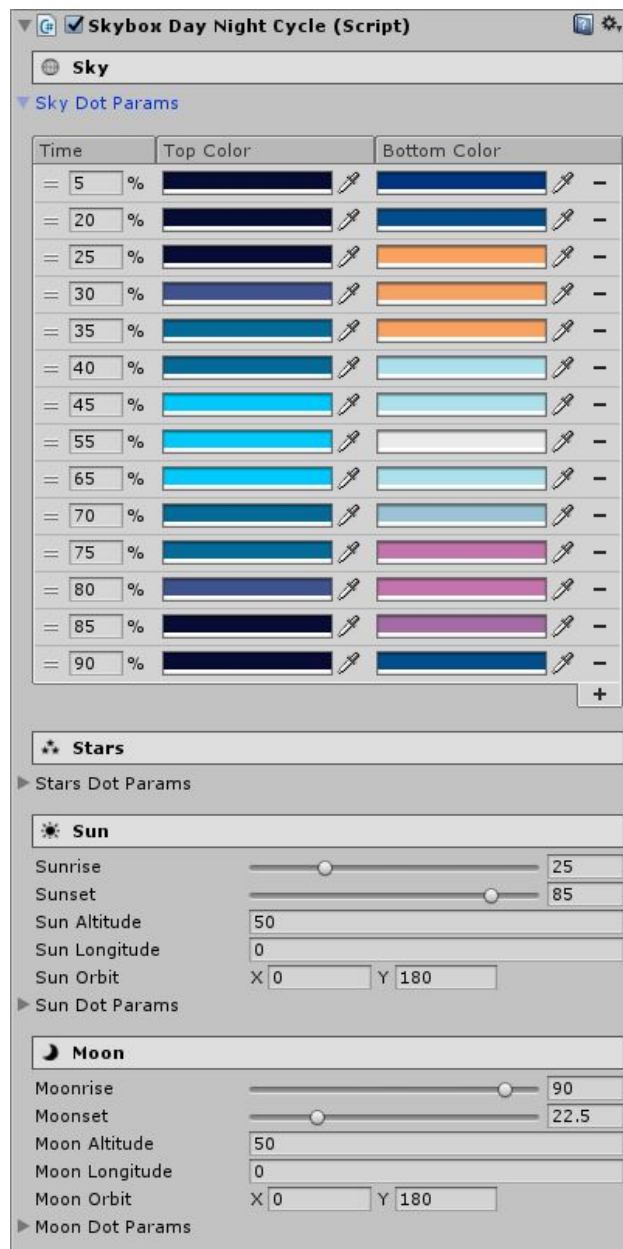 Skybox Day Night Cycle (Script)
Sky
Sky Dot Params
Time Top Color Bottom Color
= 5 % −
= 20 % −
= 25 % −
= 30 % −
= 35 % −
= 40 % −
= 45 % −
= 55 % −
= 65 % −
= 70 % −
= 75 % −
= 80 % −
= 85 % −
= 90 % −
+
Stars
Stars Dot Params
Sun
Sunrise 25
Sunset 85
Sun Altitude 50
Sun Longitude 0
Sun Orbit X 0 Y 180
Sun Dot Params
Moon
Moonrise 90
Moonset 22.5
Moon Altitude 50
Moon Longitude 0
Moon Orbit X 0 Y 180
Moon Dot Params